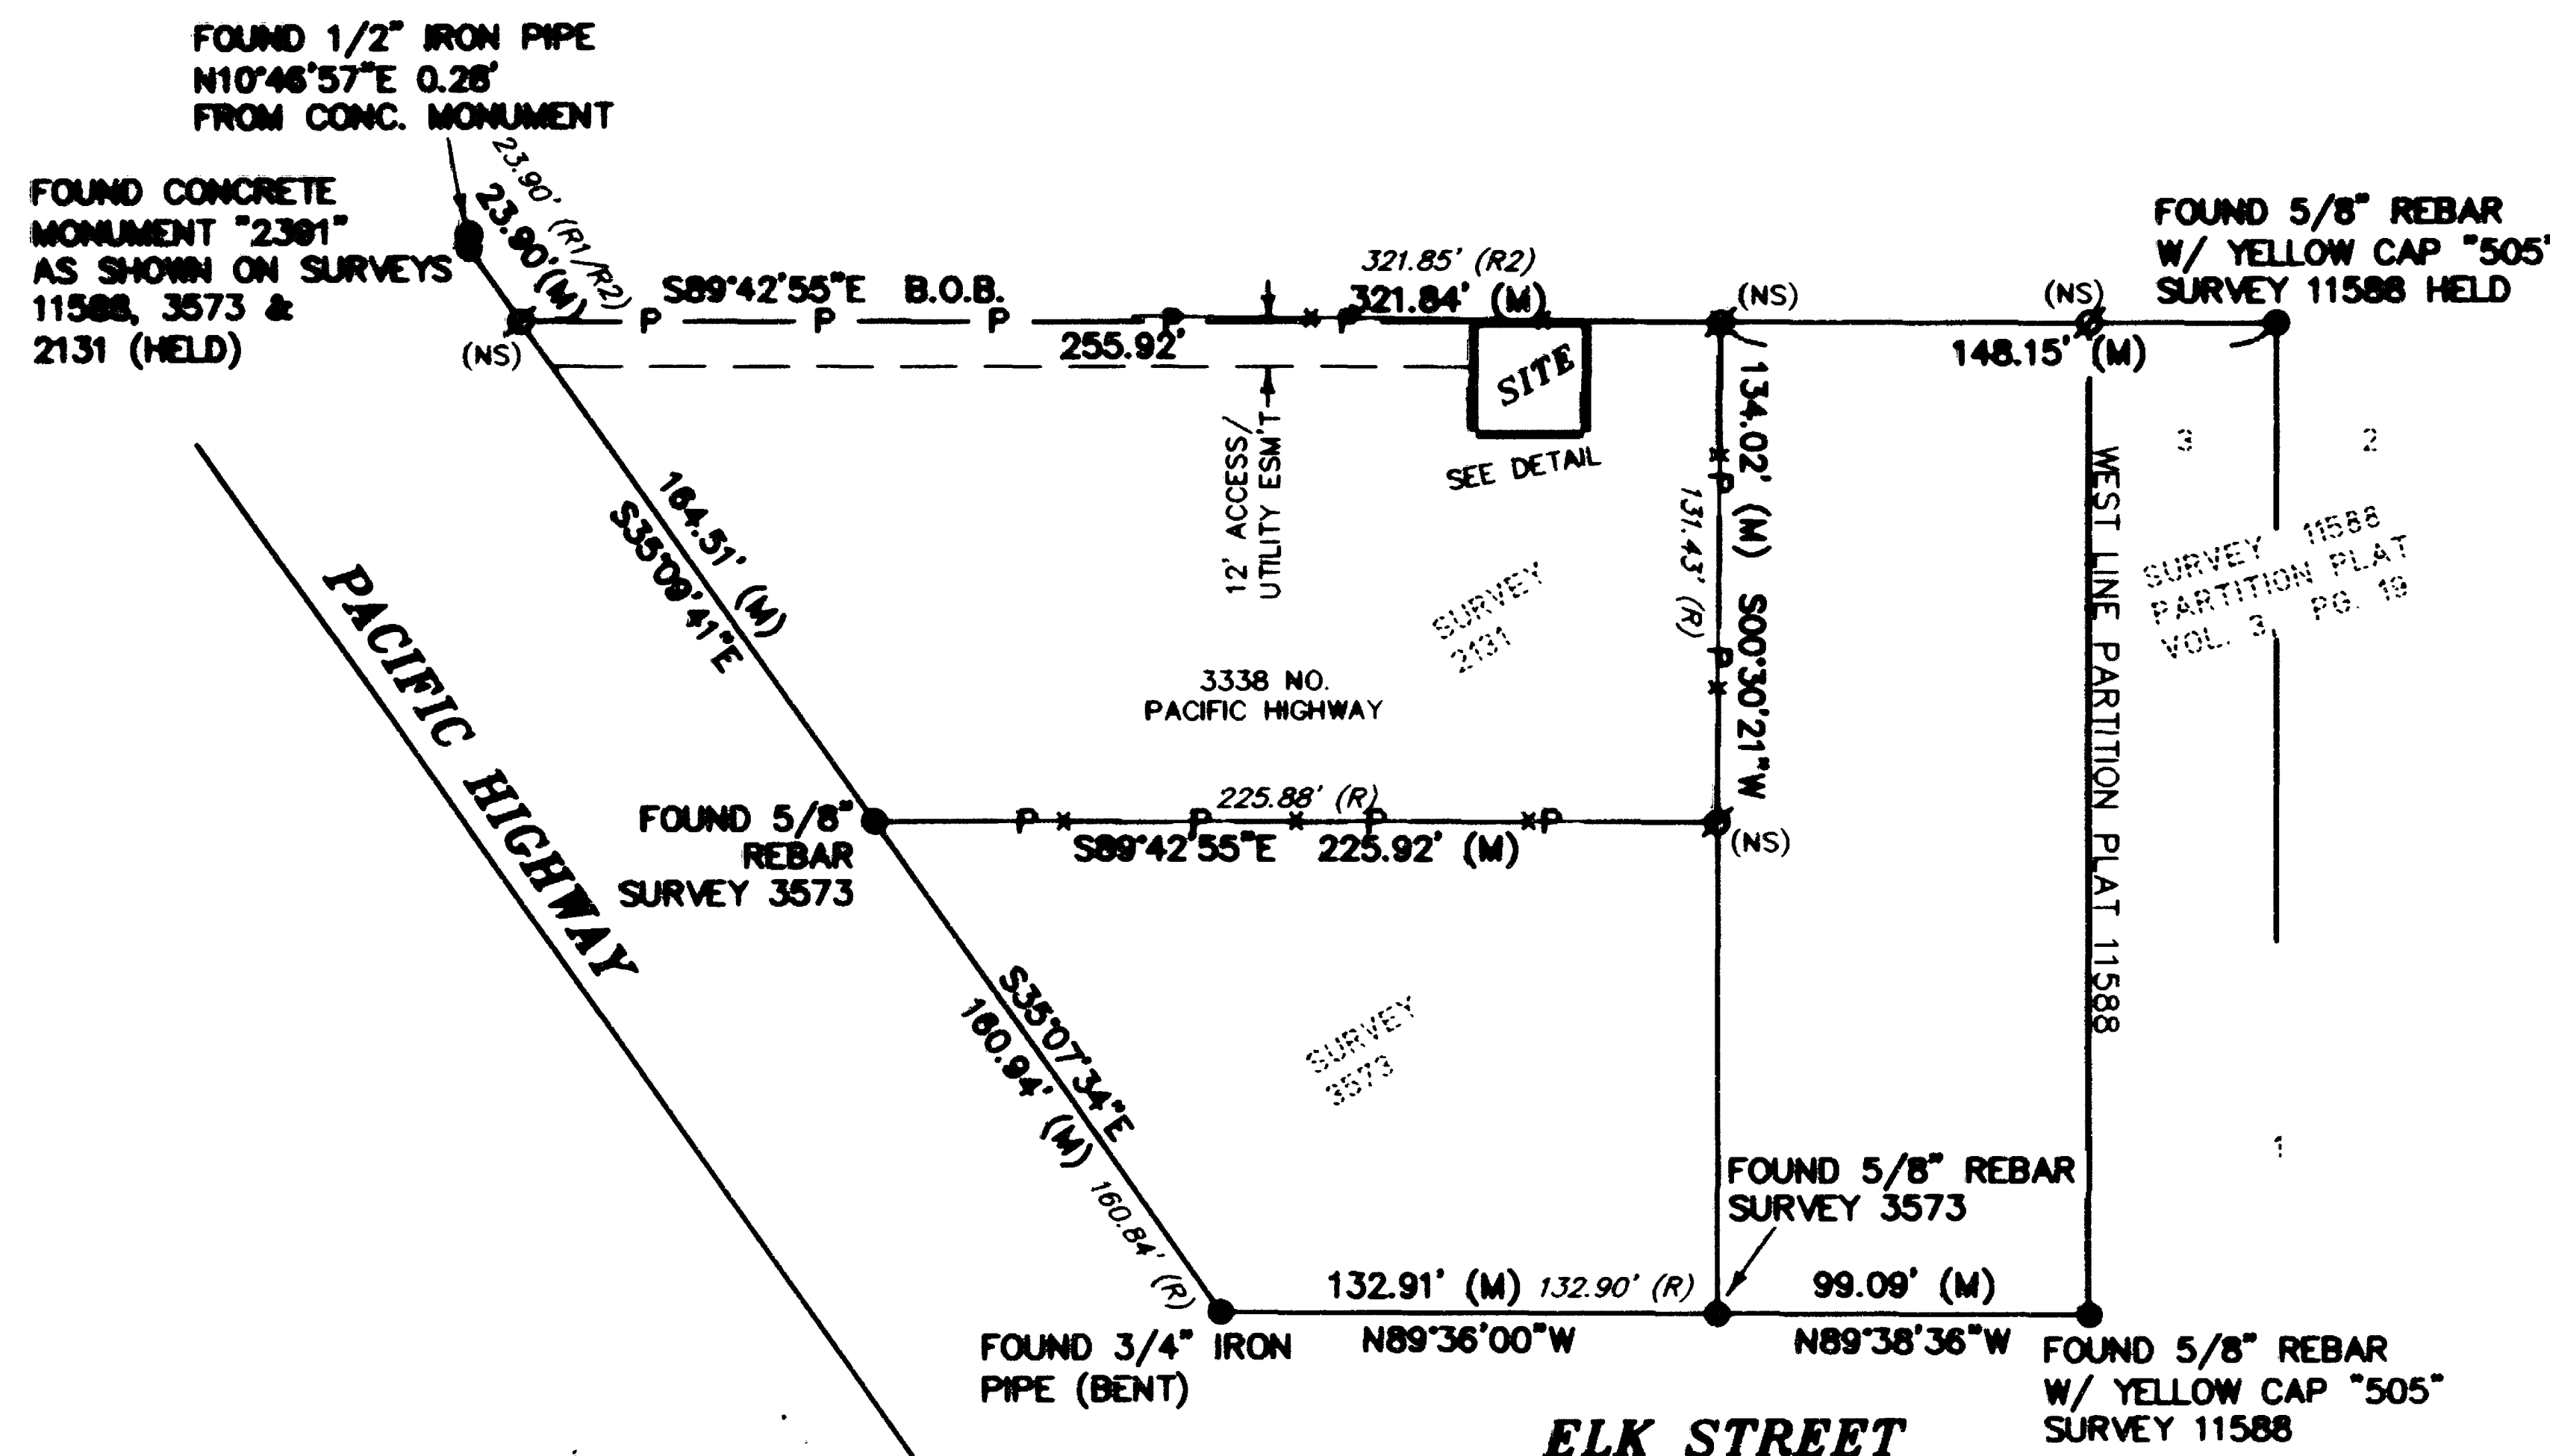 FOUND 1/2" IRON PIPE
N10°46'57"E 0.28'
FROM CONC. MONUMENT
FOUND CONCRETE
MONUMENT "2391"
AS SHOWN ON SURVEYS
11588, 3573 &
2131 (HELD)
23.90' (R1/R2)
23.90'(M)
(NS)
S89°42'55"E B.O.B.
P P P P P
255.92'
321.85' (R2)
321.84' (M)
(NS)
(NS)
FOUND 5/8" REBAR
W/ YELLOW CAP "505"
SURVEY 11588 HELD
148.15' (M)
SITE
SEE DETAIL
12' ACCESS/
UTILITY ESM'T
134.02' (M) S00°30'21"W
131.43' (R)
P
P
3
2
SURVEY 11588
PARTITION PLAT
VOL. 3, PG. 19
WEST LINE PARTITION PLAT 11588
164.51' (M)
S35°09'41"E
SURVEY
2131
3338 NO.
PACIFIC HIGHWAY
PACIFIC HIGHWAY
FOUND 5/8"
REBAR
SURVEY 3573
225.88' (R)
P P P P
S89°42'55"E 225.92' (M)
(NS)
S35°07'34"E
160.94' (M)
160.84' (R)
SURVEY
3573
1
FOUND 5/8" REBAR
SURVEY 3573
132.91' (M) 132.90' (R)
N89°36'00"W
99.09' (M)
N89°38'36"W
FOUND 3/4" IRON
PIPE (BENT)
FOUND 5/8" REBAR
W/ YELLOW CAP "505"
SURVEY 11588
ELK STREET